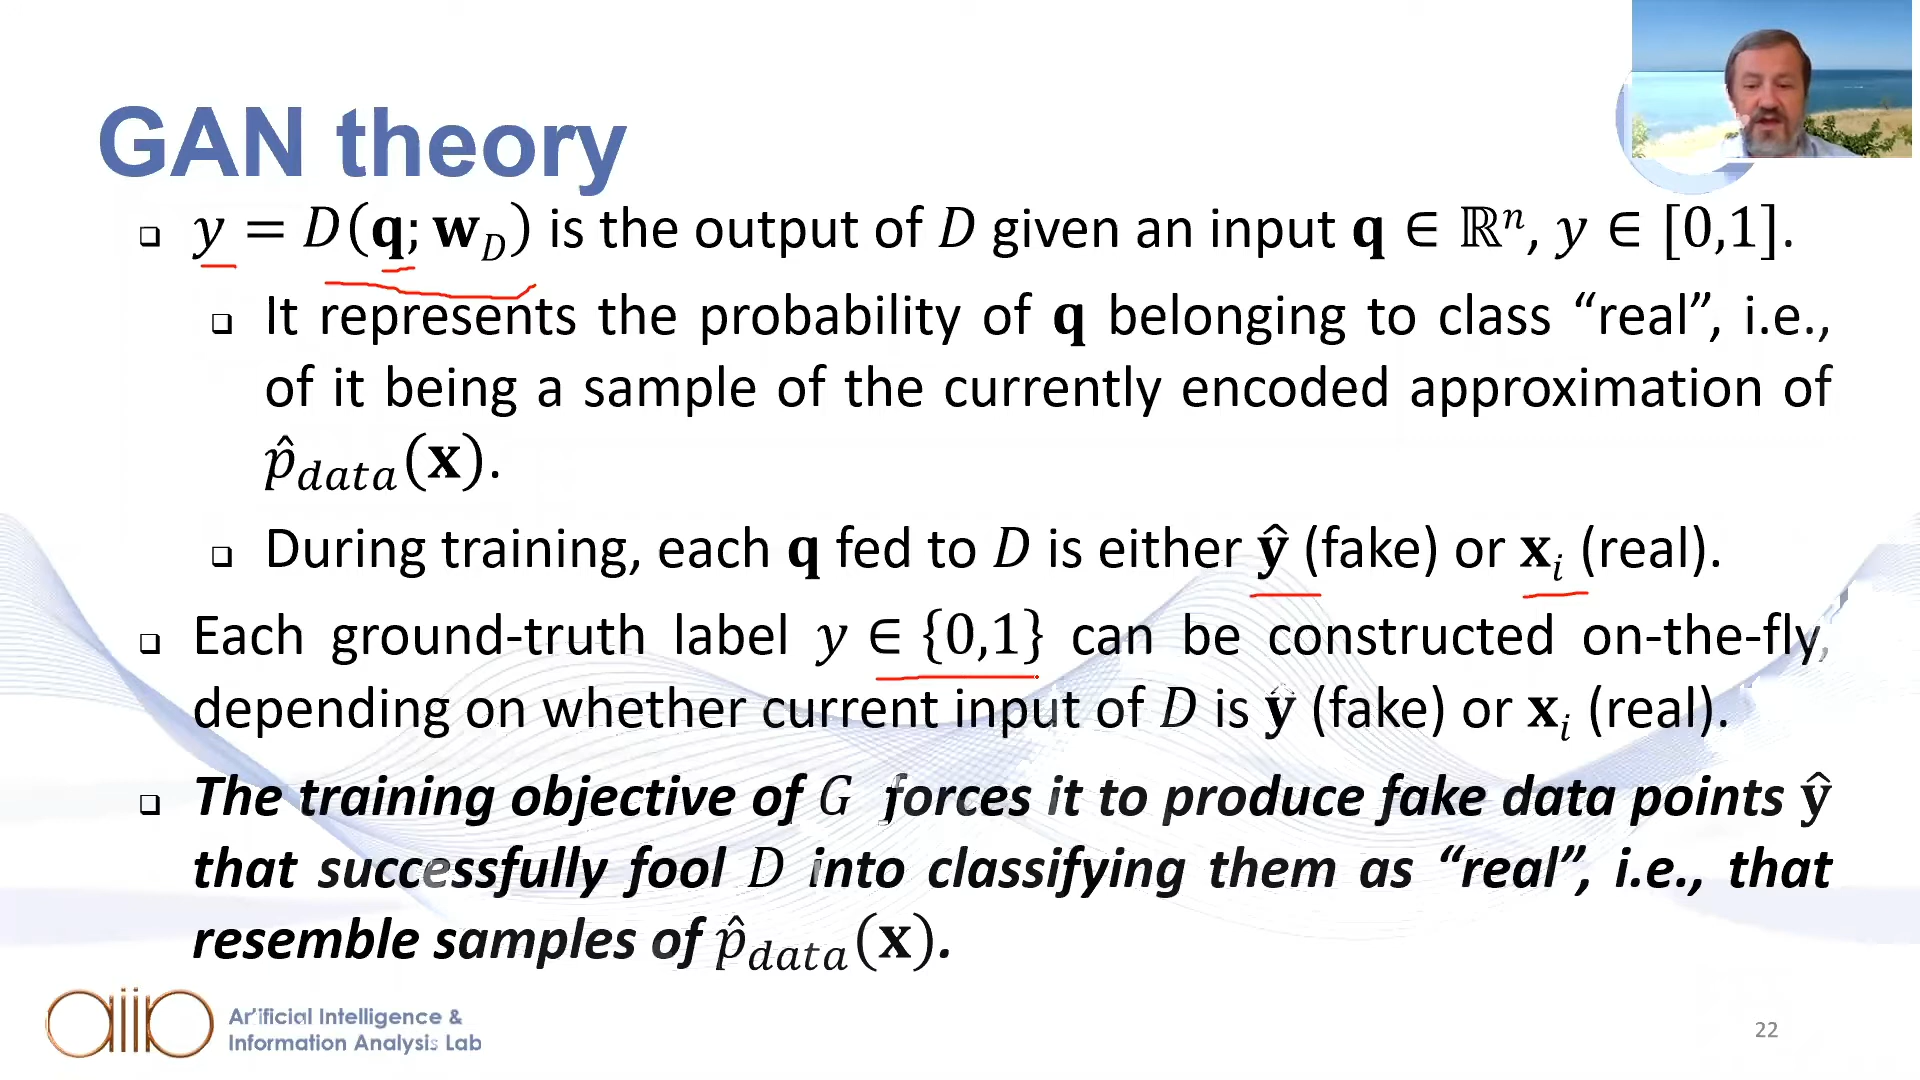 GAN theory
❑ y = D(q; w_D) is the output of D given an input q ∈ ℝⁿ, y ∈ [0,1].
❑ It represents the probability of q belonging to class “real”, i.e.,
of it being a sample of the currently encoded approximation of
p̂_data(x).
❑ During training, each q fed to D is either ŷ (fake) or x_i (real).
❑ Each ground-truth label y ∈ {0,1} can be constructed on-the-fly,
depending on whether current input of D is ŷ (fake) or x_i (real).
❑ The training objective of G forces it to produce fake data points ŷ
that successfully fool D into classifying them as “real”, i.e., that
resemble samples of p̂_data(x).
aiia
Artificial Intelligence &
Information Analysis Lab
22